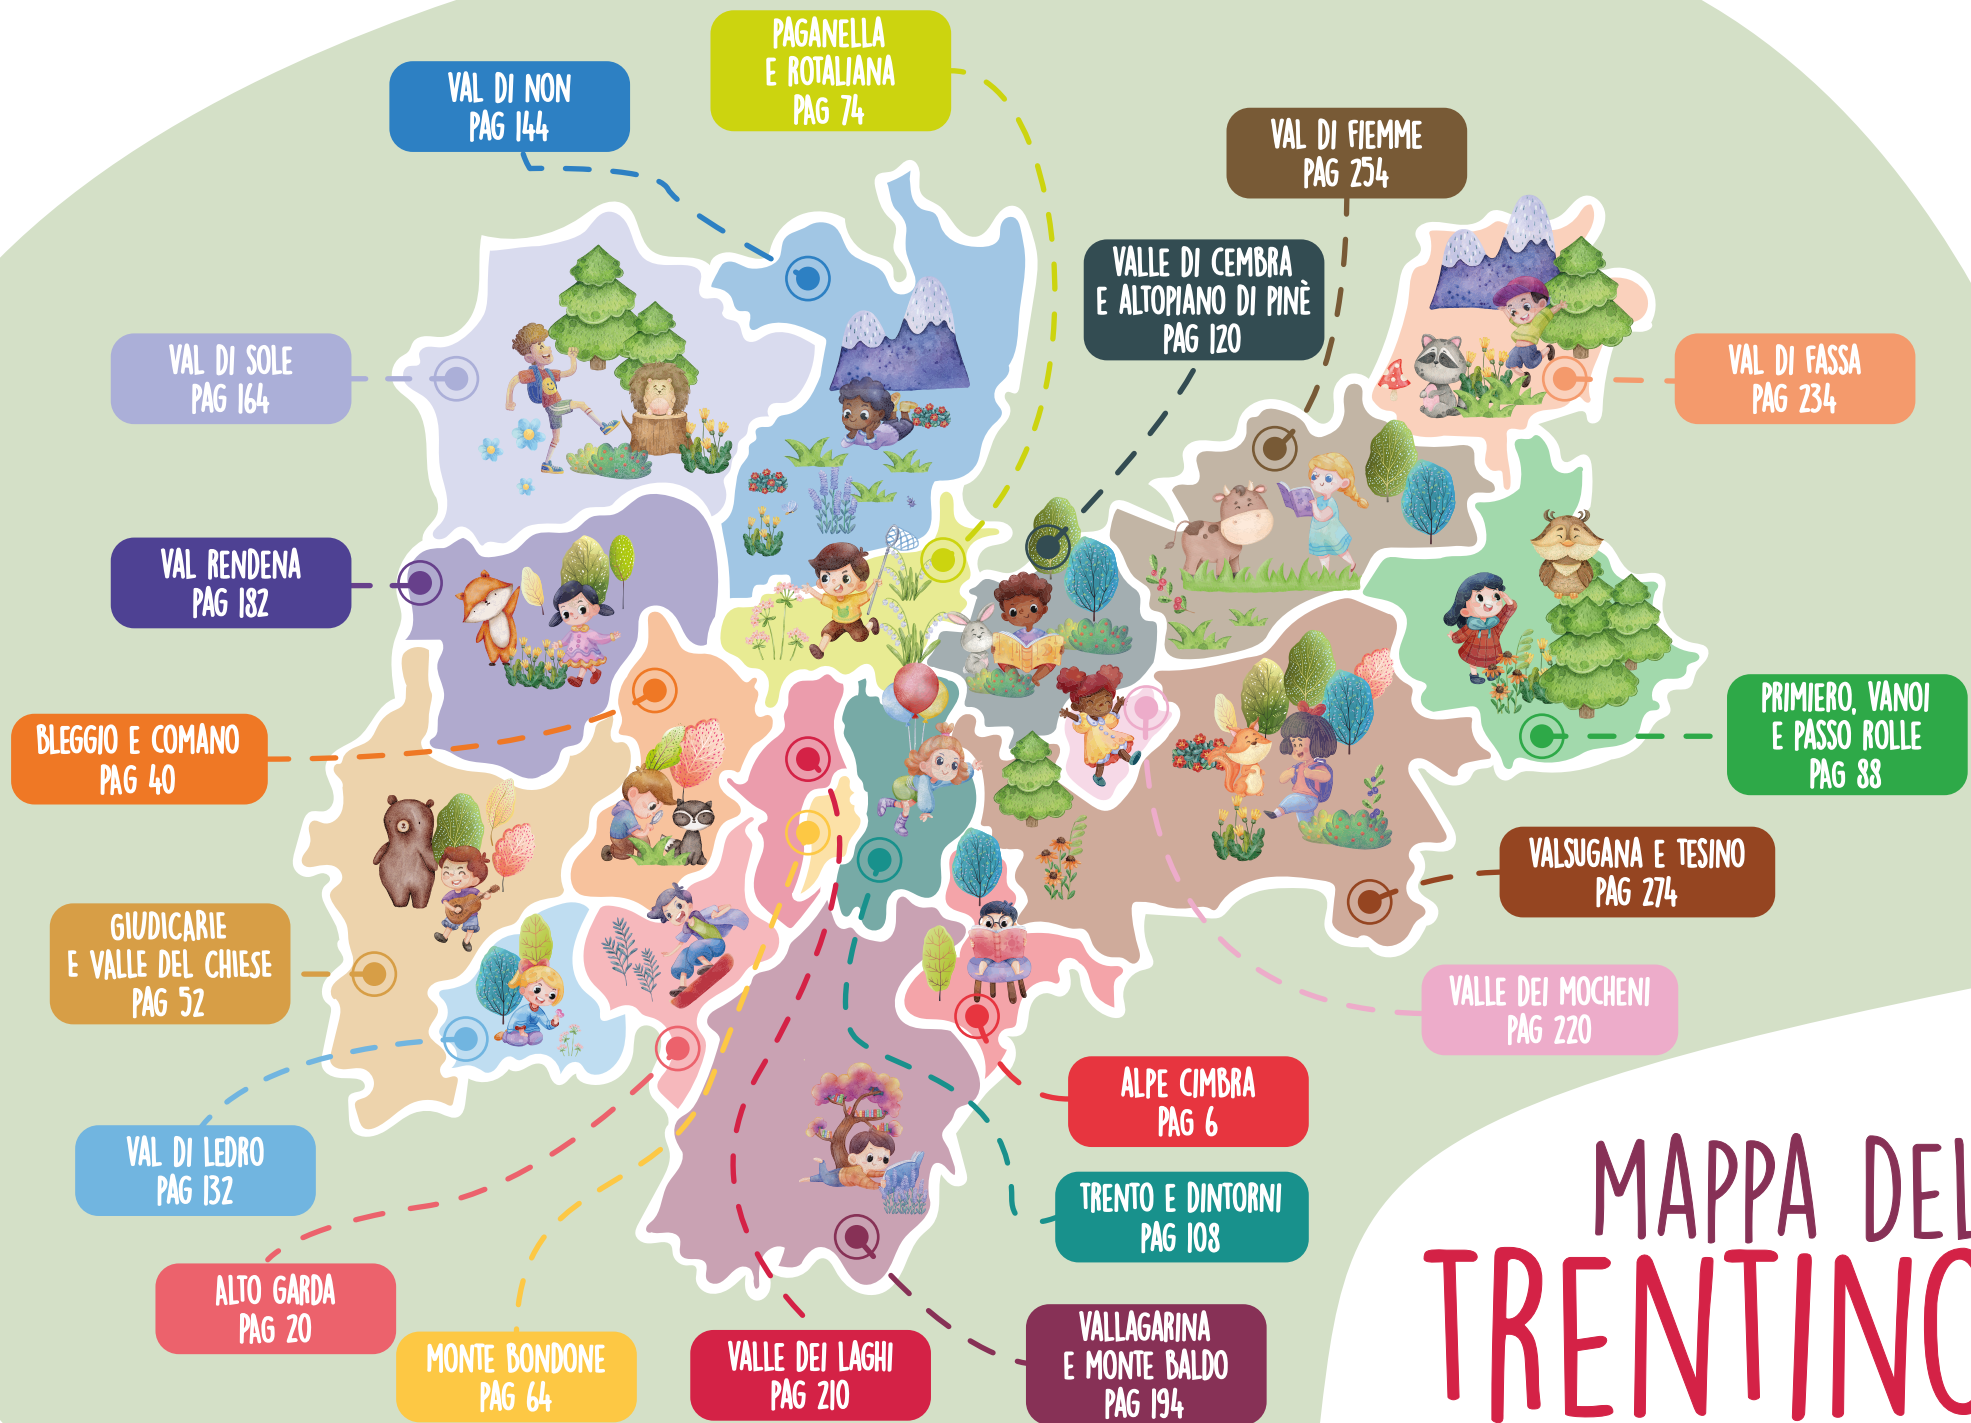 PAGANELLA
E ROTALIANA
PAG 74
VAL DI NON
PAG 144
VAL DI FIEMME
PAG 254
VALLE DI CEMBRA
E ALTOPIANO DI PINÈ
PAG 120
VAL DI SOLE
PAG 164
VAL DI FASSA
PAG 234
VAL RENDENA
PAG 182
PRIMIERO, VANOI
E PASSO ROLLE
PAG 88
BLEGGIO E COMANO
PAG 40
VALSUGANA E TESINO
PAG 274
GIUDICARIE
E VALLE DEL CHIESE
PAG 52
VALLE DEI MOCHENI
PAG 220
ALPE CIMBRA
PAG 6
VAL DI LEDRO
PAG 132
TRENTO E DINTORNI
PAG 108
ALTO GARDA
PAG 20
MONTE BONDONE
PAG 64
VALLE DEI LAGHI
PAG 210
VALLAGARINA
E MONTE BALDO
PAG 194
MAPPA DEL
TRENTINO